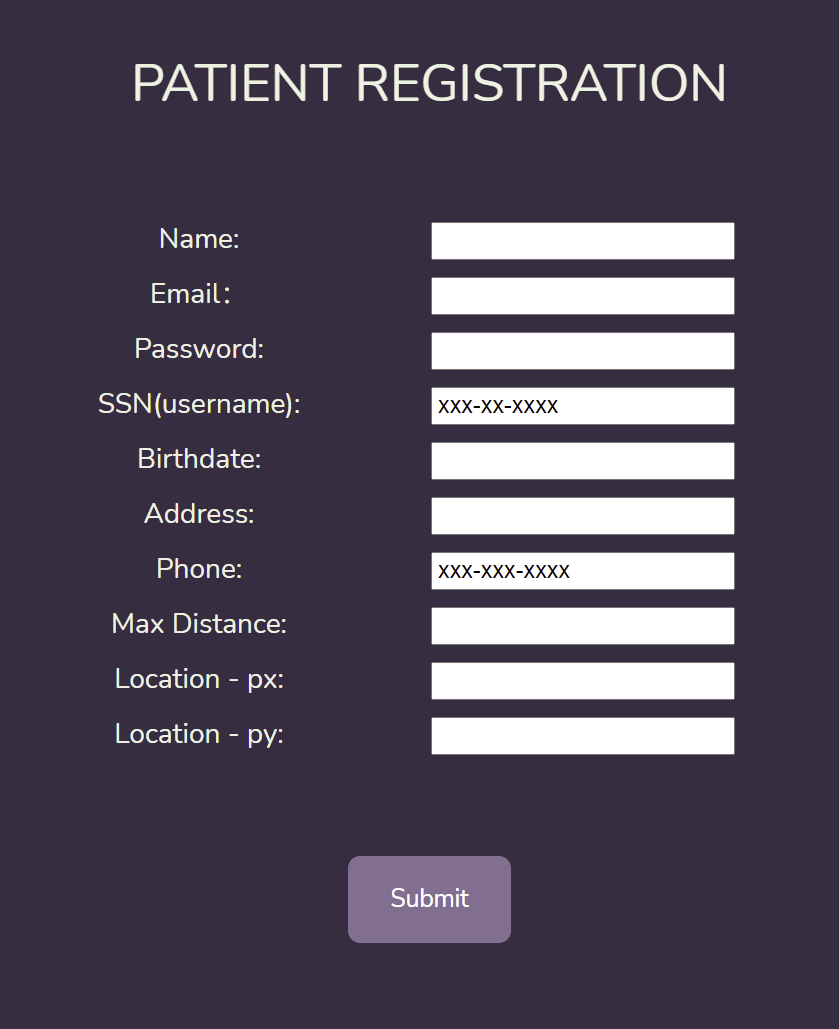 PATIENT REGISTRATION
Name:
Email：
Password:
SSN(username): xxx-xx-xxxx
Birthdate:
Address:
Phone: xxx-xxx-xxxx
Max Distance:
Location - px:
Location - py:
Submit